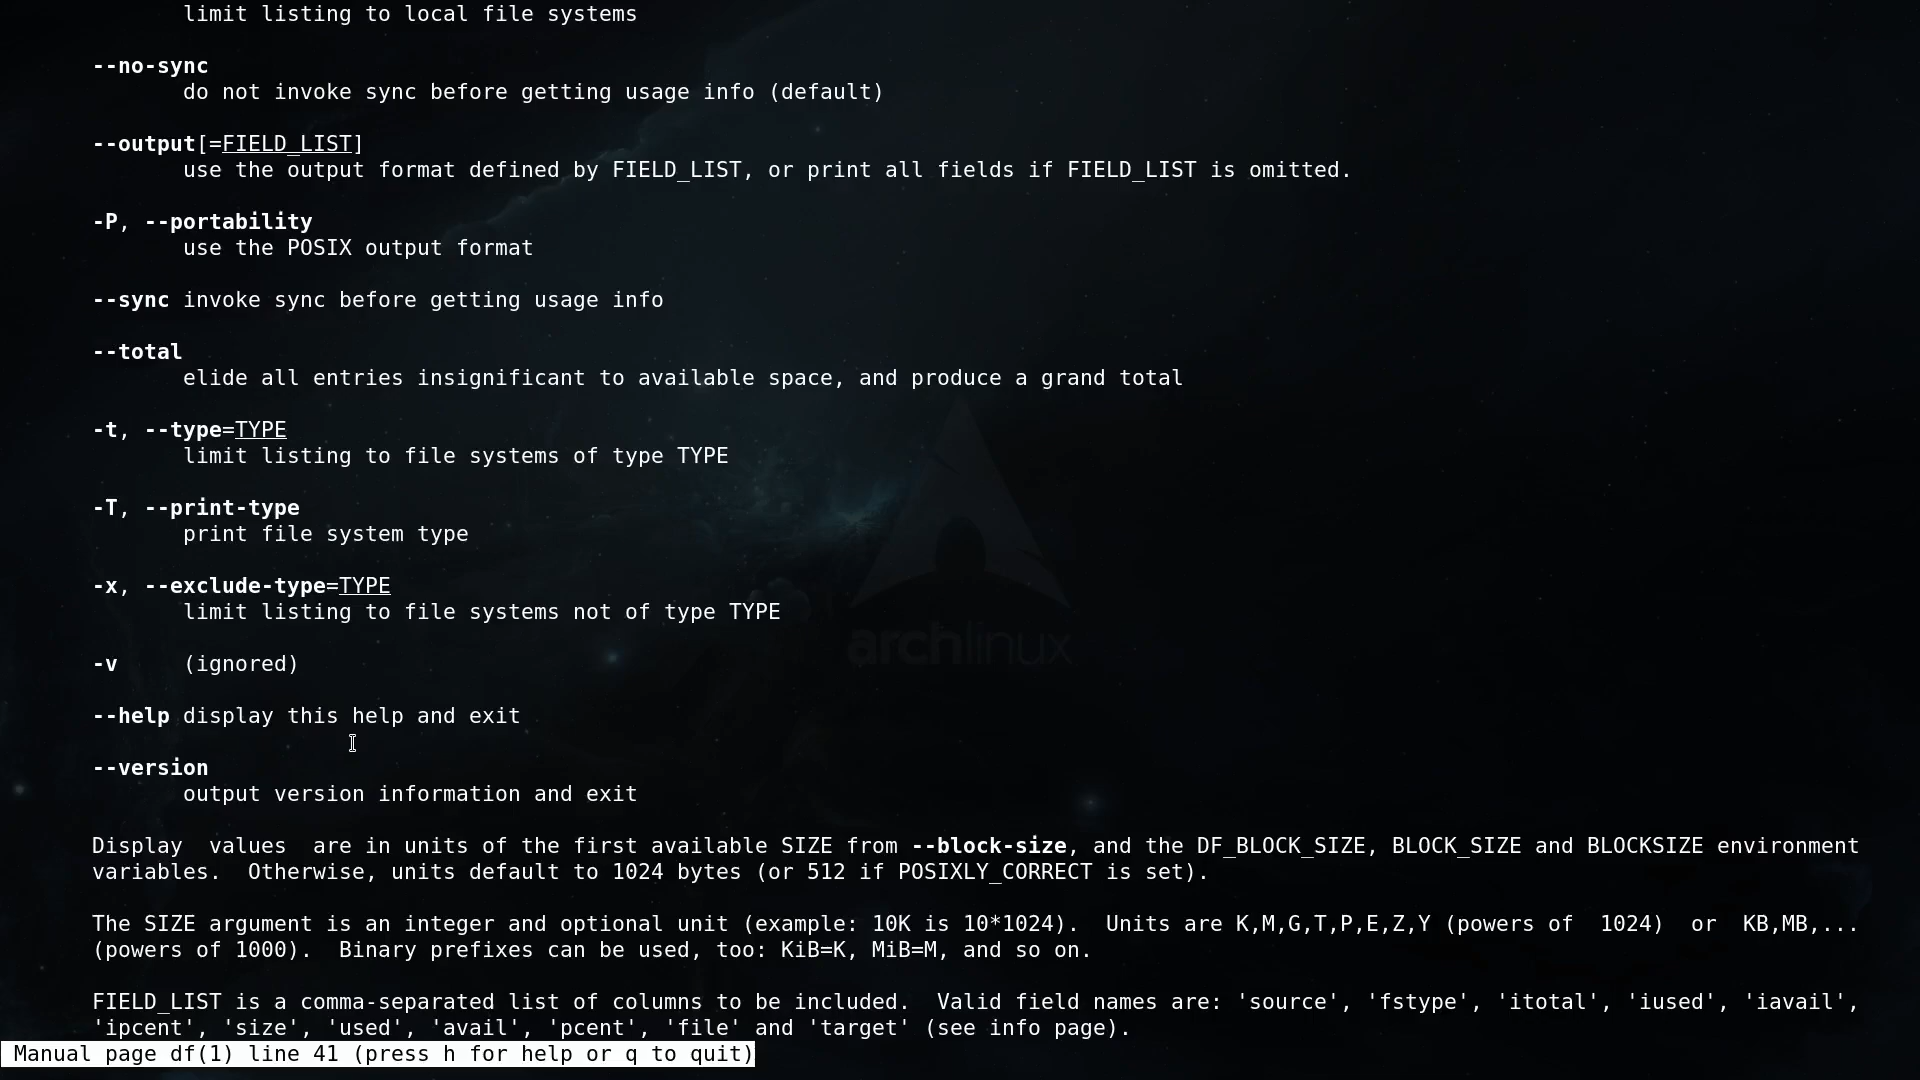 limit listing to local file systems
--no-sync
do not invoke sync before getting usage info (default)
--output[=FIELD_LIST]
use the output format defined by FIELD_LIST, or print all fields if FIELD_LIST is omitted.
-P, --portability
use the POSIX output format
--sync invoke sync before getting usage info
--total
elide all entries insignificant to available space, and produce a grand total
-t, --type=TYPE
limit listing to file systems of type TYPE
-T, --print-type
print file system type
-x, --exclude-type=TYPE
limit listing to file systems not of type TYPE
archlinux
-v     (ignored)
--help display this help and exit
--version
output version information and exit
Display  values  are in units of the first available SIZE from --block-size, and the DF_BLOCK_SIZE, BLOCK_SIZE and BLOCKSIZE environment
variables.  Otherwise, units default to 1024 bytes (or 512 if POSIXLY_CORRECT is set).
The SIZE argument is an integer and optional unit (example: 10K is 10*1024).  Units are K,M,G,T,P,E,Z,Y (powers of  1024)  or  KB,MB,...
(powers of 1000).  Binary prefixes can be used, too: KiB=K, MiB=M, and so on.
FIELD_LIST is a comma-separated list of columns to be included.  Valid field names are: 'source', 'fstype', 'itotal', 'iused', 'iavail',
'ipcent', 'size', 'used', 'avail', 'pcent', 'file' and 'target' (see info page).
Manual page df(1) line 41 (press h for help or q to quit)